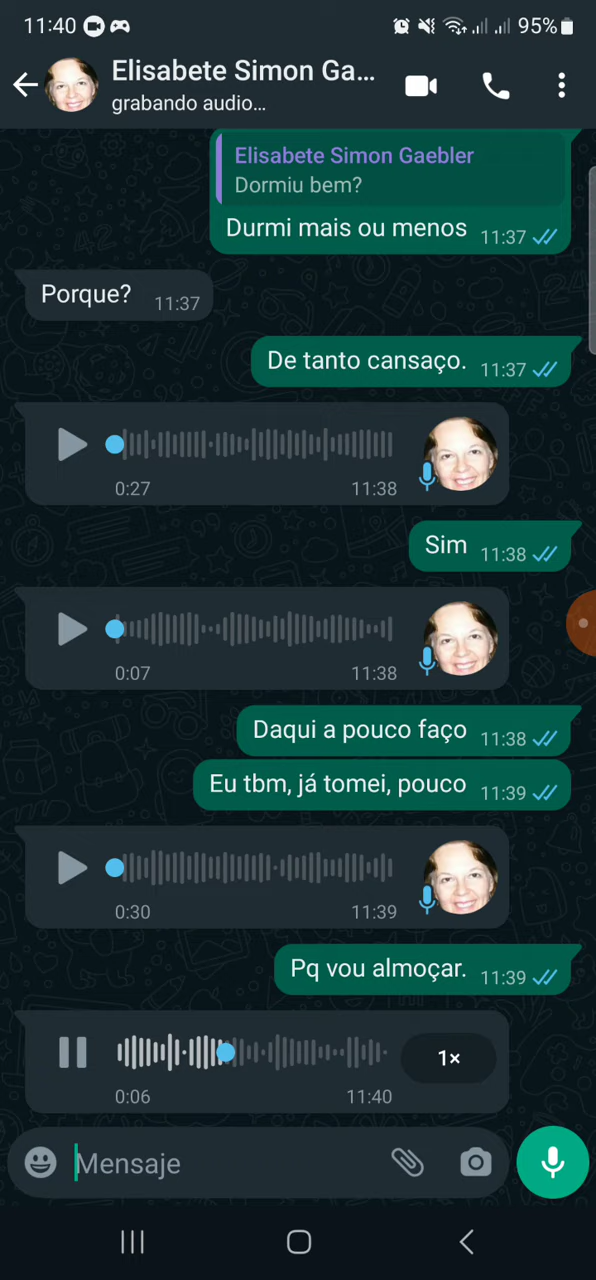 11:40
95%
Elisabete Simon Ga...
grabando audio...
Elisabete Simon Gaebler
Dormiu bem?
Durmi mais ou menos 11:37
Porque? 11:37
De tanto cansaço. 11:37
0:27 11:38
Sim 11:38
0:07 11:38
Daqui a pouco faço 11:38
Eu tbm, já tomei, pouco 11:39
0:30 11:39
Pq vou almoçar. 11:39
1×
0:06 11:40
Mensaje